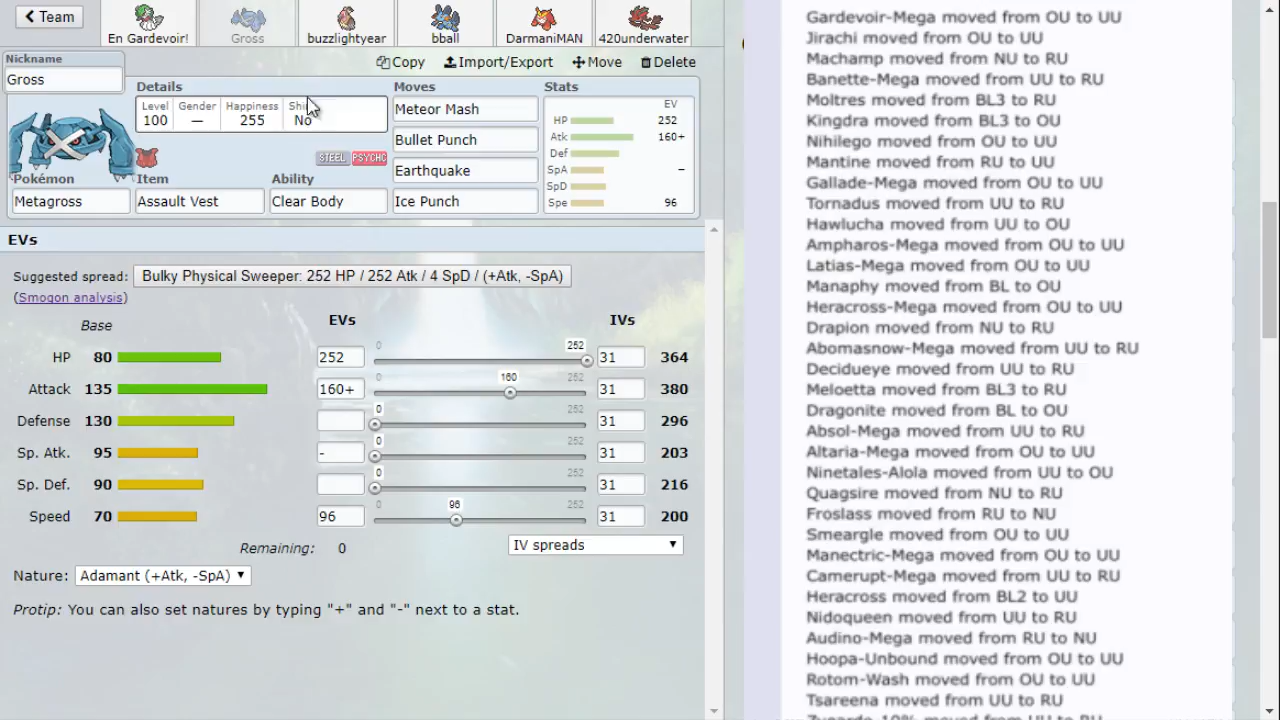 Team
En Gardevoir!
Gross
buzzlightyear
bball
DarmaniMAN
420underwater
Copy
Import/Export
Move
Delete
Nickname
Gross
Details
Level Gender Happiness Shi
100 — 255 No
STEEL PSYCHC
Pokémon
Metagross
Item
Assault Vest
Ability
Clear Body
Moves
Meteor Mash
Bullet Punch
Earthquake
Ice Punch
Stats
EV
HP 252
Atk 160+
Def
SpA –
SpD
Spe 96
EVs
Suggested spread: Bulky Physical Sweeper: 252 HP / 252 Atk / 4 SpD / (+Atk, -SpA)
(Smogon analysis)
Base EVs IVs
0 252
HP 80 252 31 364
0 160 252
Attack 135 160+ 31 380
0 252
Defense 130 31 296
0 252
Sp. Atk. 95 - 31 203
0 252
Sp. Def. 90 31 216
0 96 252
Speed 70 96 31 200
Remaining: 0 IV spreads
Nature: Adamant (+Atk, -SpA)
Protip: You can also set natures by typing "+" and "-" next to a stat.
Gardevoir-Mega moved from OU to UU
Jirachi moved from OU to UU
Machamp moved from NU to RU
Banette-Mega moved from UU to RU
Moltres moved from BL3 to RU
Kingdra moved from BL3 to OU
Nihilego moved from OU to UU
Mantine moved from RU to UU
Gallade-Mega moved from OU to UU
Tornadus moved from UU to RU
Hawlucha moved from UU to OU
Ampharos-Mega moved from OU to UU
Latias-Mega moved from OU to UU
Manaphy moved from BL to OU
Heracross-Mega moved from OU to UU
Drapion moved from NU to RU
Abomasnow-Mega moved from UU to RU
Decidueye moved from UU to RU
Meloetta moved from BL3 to RU
Dragonite moved from BL to OU
Absol-Mega moved from UU to RU
Altaria-Mega moved from OU to UU
Ninetales-Alola moved from UU to OU
Quagsire moved from NU to RU
Froslass moved from RU to NU
Smeargle moved from OU to UU
Manectric-Mega moved from OU to UU
Camerupt-Mega moved from UU to RU
Heracross moved from BL2 to UU
Nidoqueen moved from UU to RU
Audino-Mega moved from RU to NU
Hoopa-Unbound moved from OU to UU
Rotom-Wash moved from OU to UU
Tsareena moved from UU to RU
Zygarde-10% moved from OU to UU